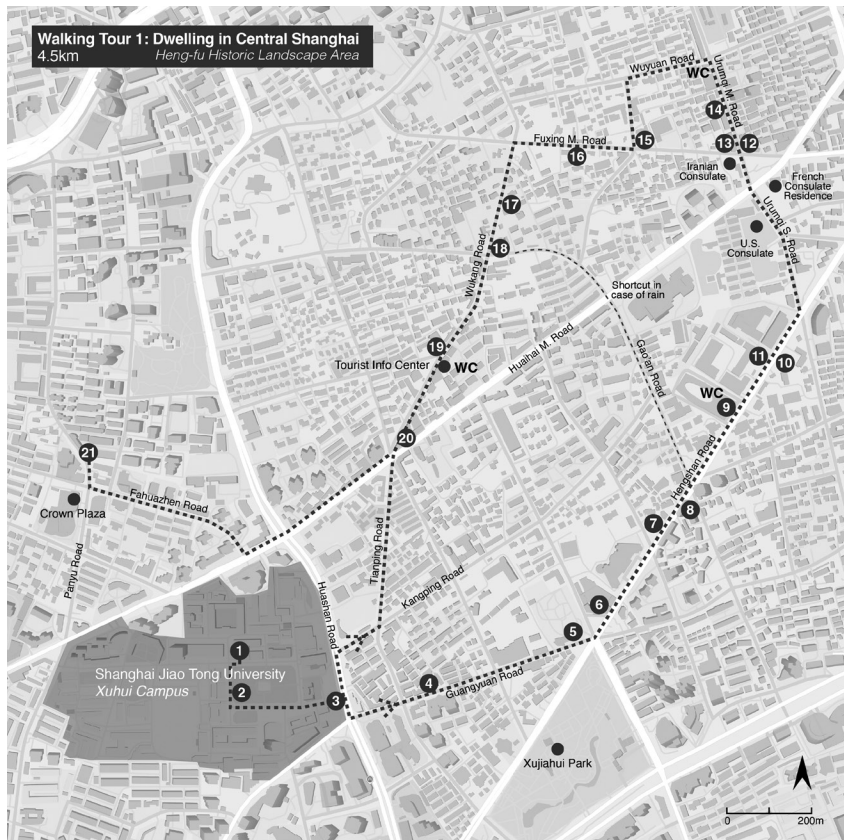 Walking Tour 1: Dwelling in Central Shanghai
4.5km
Heng-fu Historic Landscape Area
Wuyuan Road
WC
Urumqi M. Road
14
Fuxing M. Road
15
13
12
16
Iranian
Consulate
French
Consulate
Residence
17
Urumqi S. Road
U.S.
Consulate
18
Wukang Road
Shortcut in
case of rain
19
Huaihai M. Road
Gao'an Road
11
10
Tourist Info Center
WC
WC
9
20
21
Hengshan Road
Fahuazhen Road
Crown Plaza
8
7
Tianping Road
Panyu Road
Huashan Road
Kangping Road
6
5
1
Shanghai Jiao Tong University
Xuhui Campus
2
3
4
Guangyuan Road
Xujiahui Park
0
200m